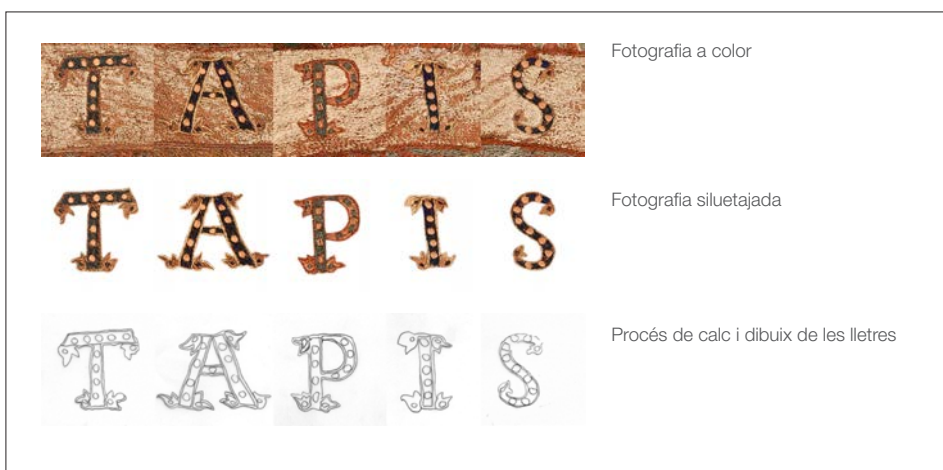 TAPIS
Fotografia a color
TAPIS
Fotografia siluetajada
TAPIS
Procés de calc i dibuix de les lletres